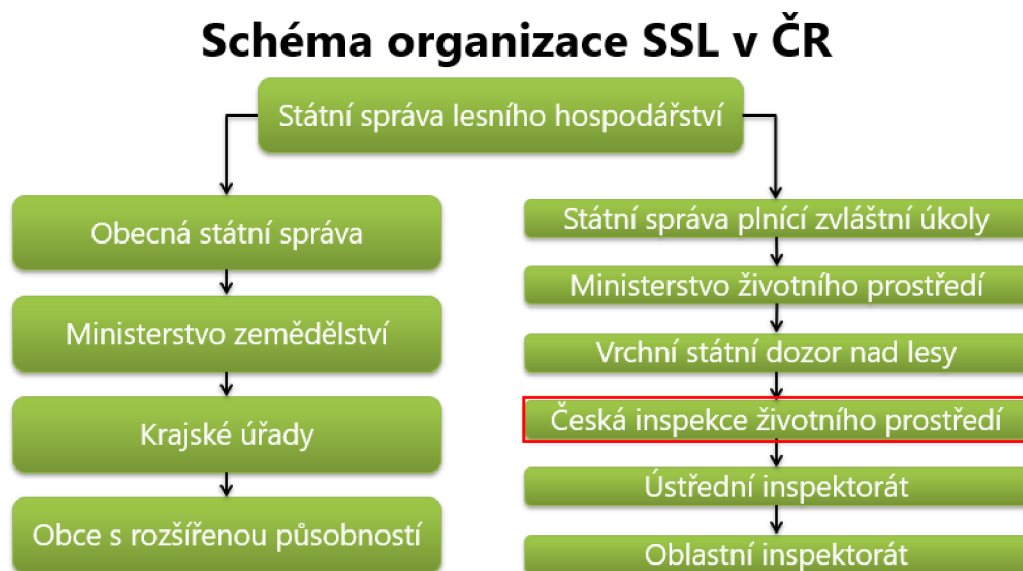 Schéma organizace SSL v ČR
Státní správa lesního hospodářství
Obecná státní správa
Ministerstvo zemědělství
Krajské úřady
Obce s rozšířenou působností
Státní správa plnící zvláštní úkoly
Ministerstvo životního prostředí
Vrchní státní dozor nad lesy
Česká inspekce životního prostředí
Ústřední inspektorát
Oblastní inspektorát